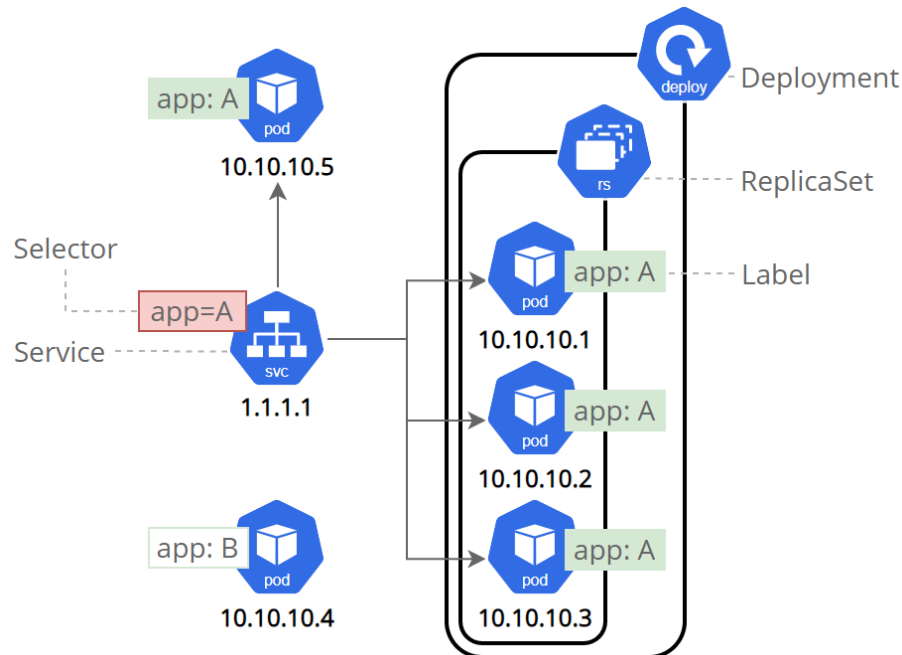 deploy
Deployment
app: A
pod
10.10.10.5
rs
ReplicaSet
Selector
app=A
Service
svc
1.1.1.1
pod
app: A
Label
10.10.10.1
pod
app: A
10.10.10.2
app: B
pod
10.10.10.4
pod
app: A
10.10.10.3